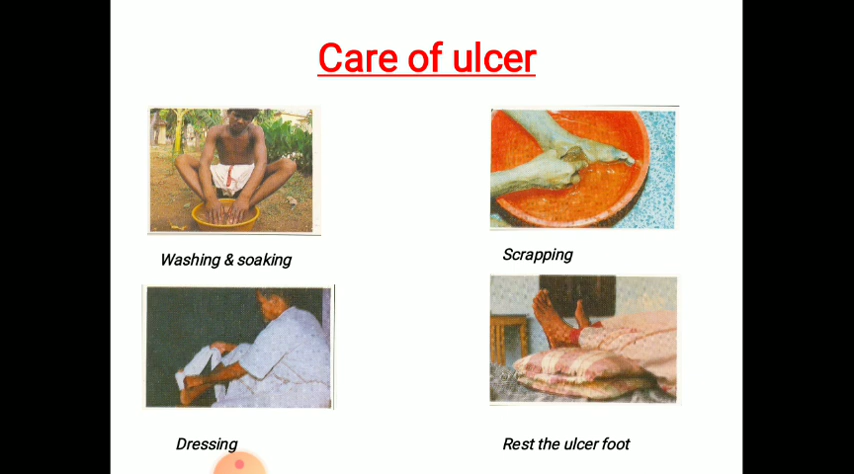 Care of ulcer
Washing & soaking
Scrapping
Dressing
Rest the ulcer foot